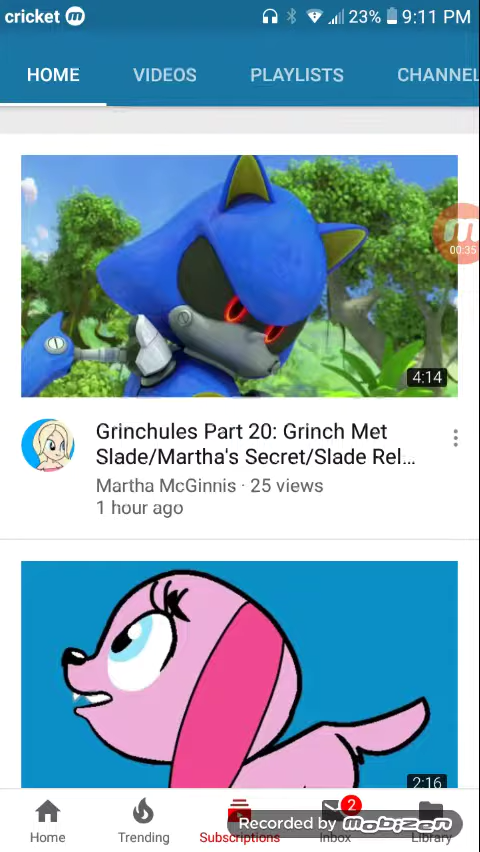 cricket 23% 9:11 PM
HOME VIDEOS PLAYLISTS CHANNEL
00:35
4:14
Grinchules Part 20: Grinch Met
Slade/Martha's Secret/Slade Rel...
Martha McGinnis · 25 views
1 hour ago
2:16
2
Home Trending Subscriptions Inbox Library
Recorded by mobizen